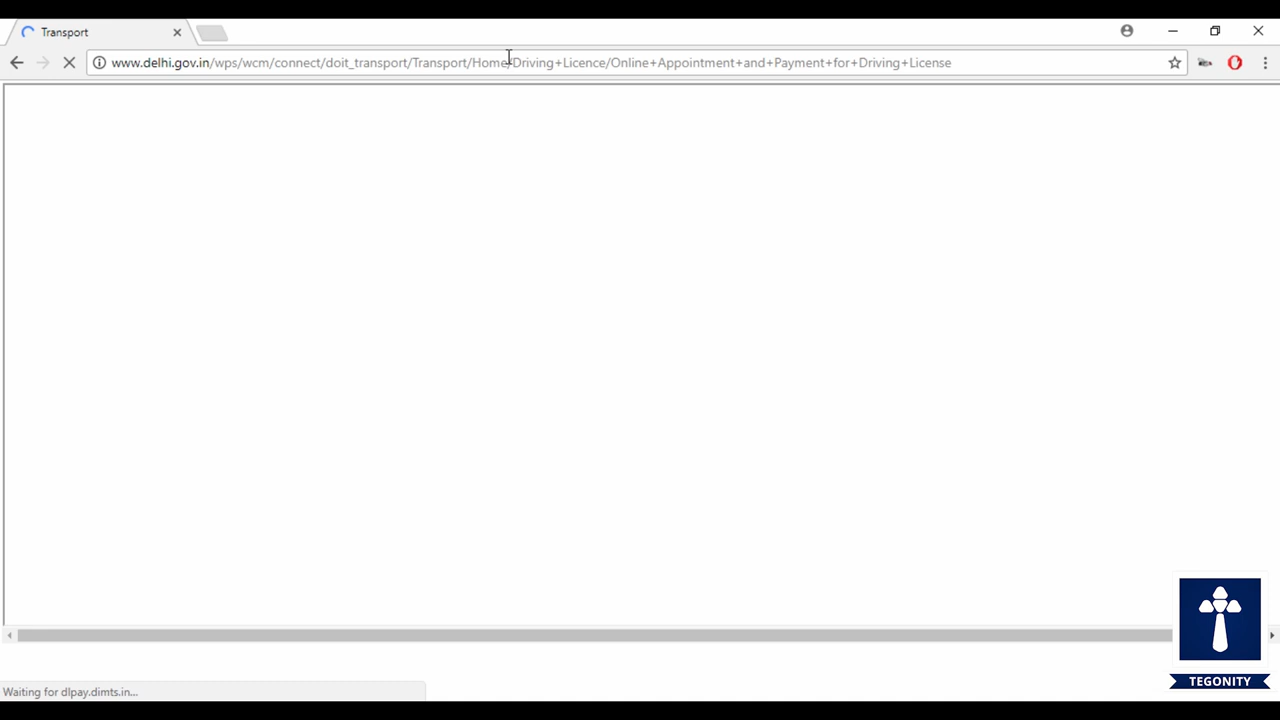 Transport
www.delhi.gov.in/wps/wcm/connect/doit_transport/Transport/Home/Driving+Licence/Online+Appointment+and+Payment+for+Driving+License
Waiting for dlpay.dimts.in...
TEGONITY